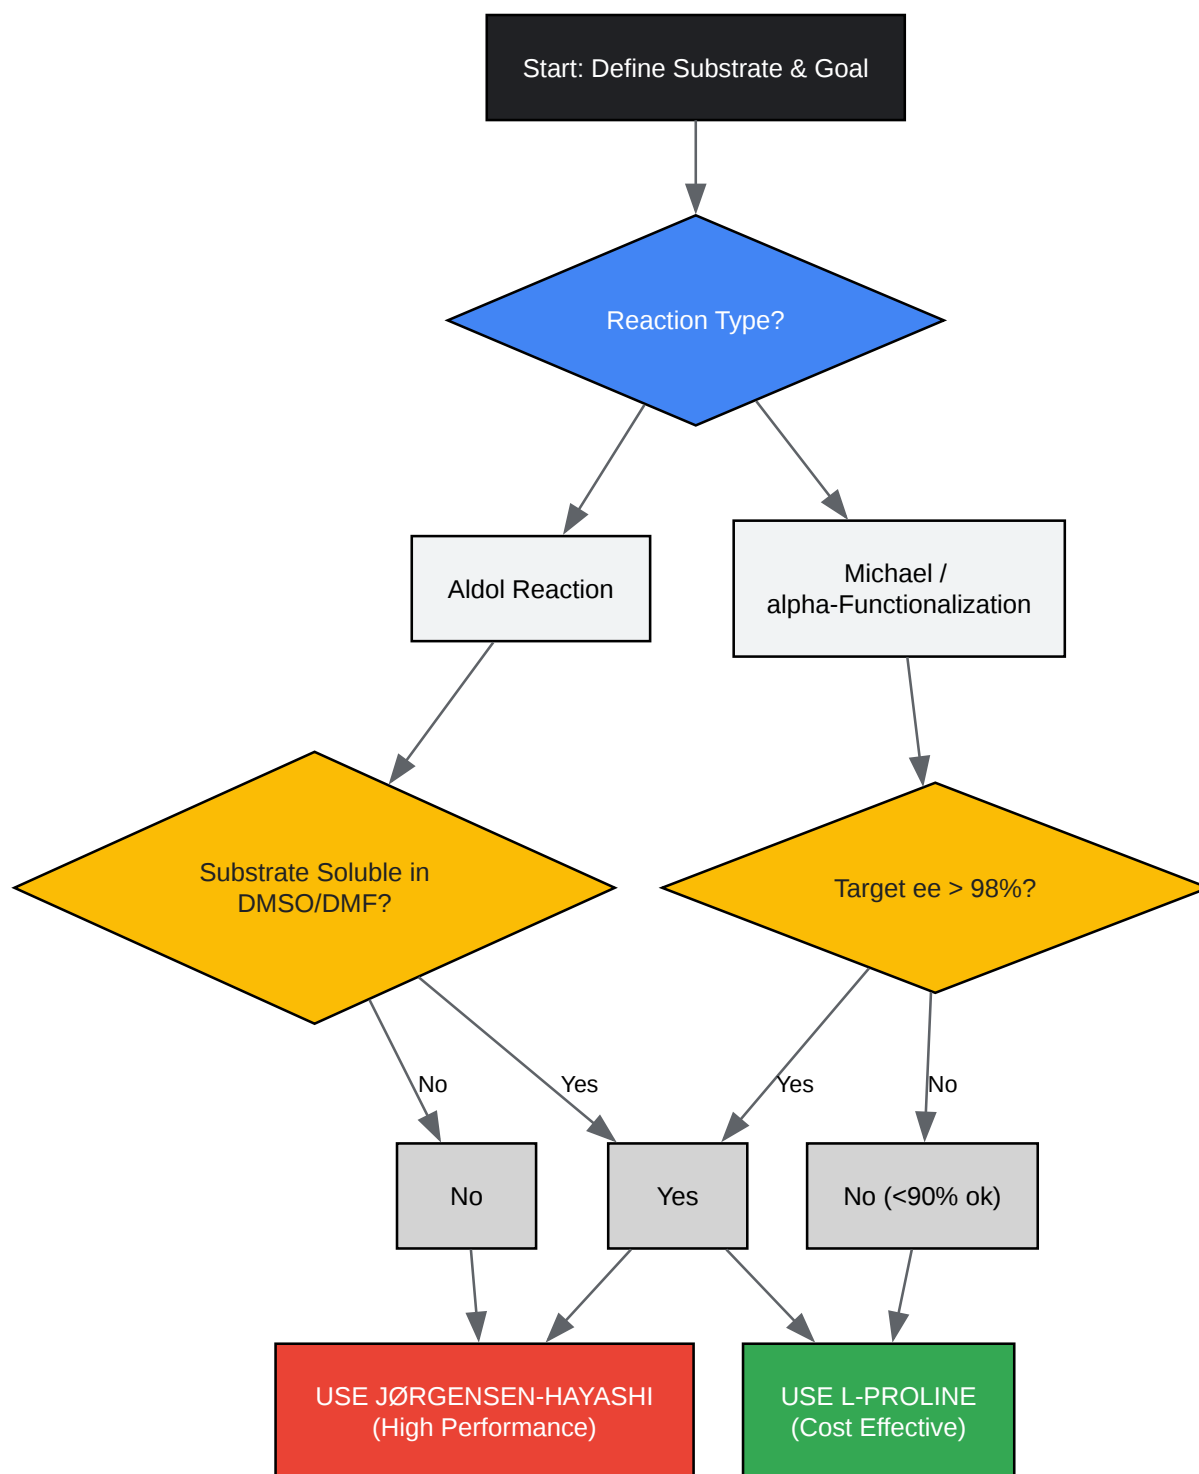 Start: Define Substrate & Goal
Reaction Type?
Aldol Reaction
Michael /
alpha-Functionalization
Substrate Soluble in
DMSO/DMF?
Target ee > 98%?
No
Yes
Yes
No
No
Yes
No (<90% ok)
USE JØRGENSEN-HAYASHI
(High Performance)
USE L-PROLINE
(Cost Effective)